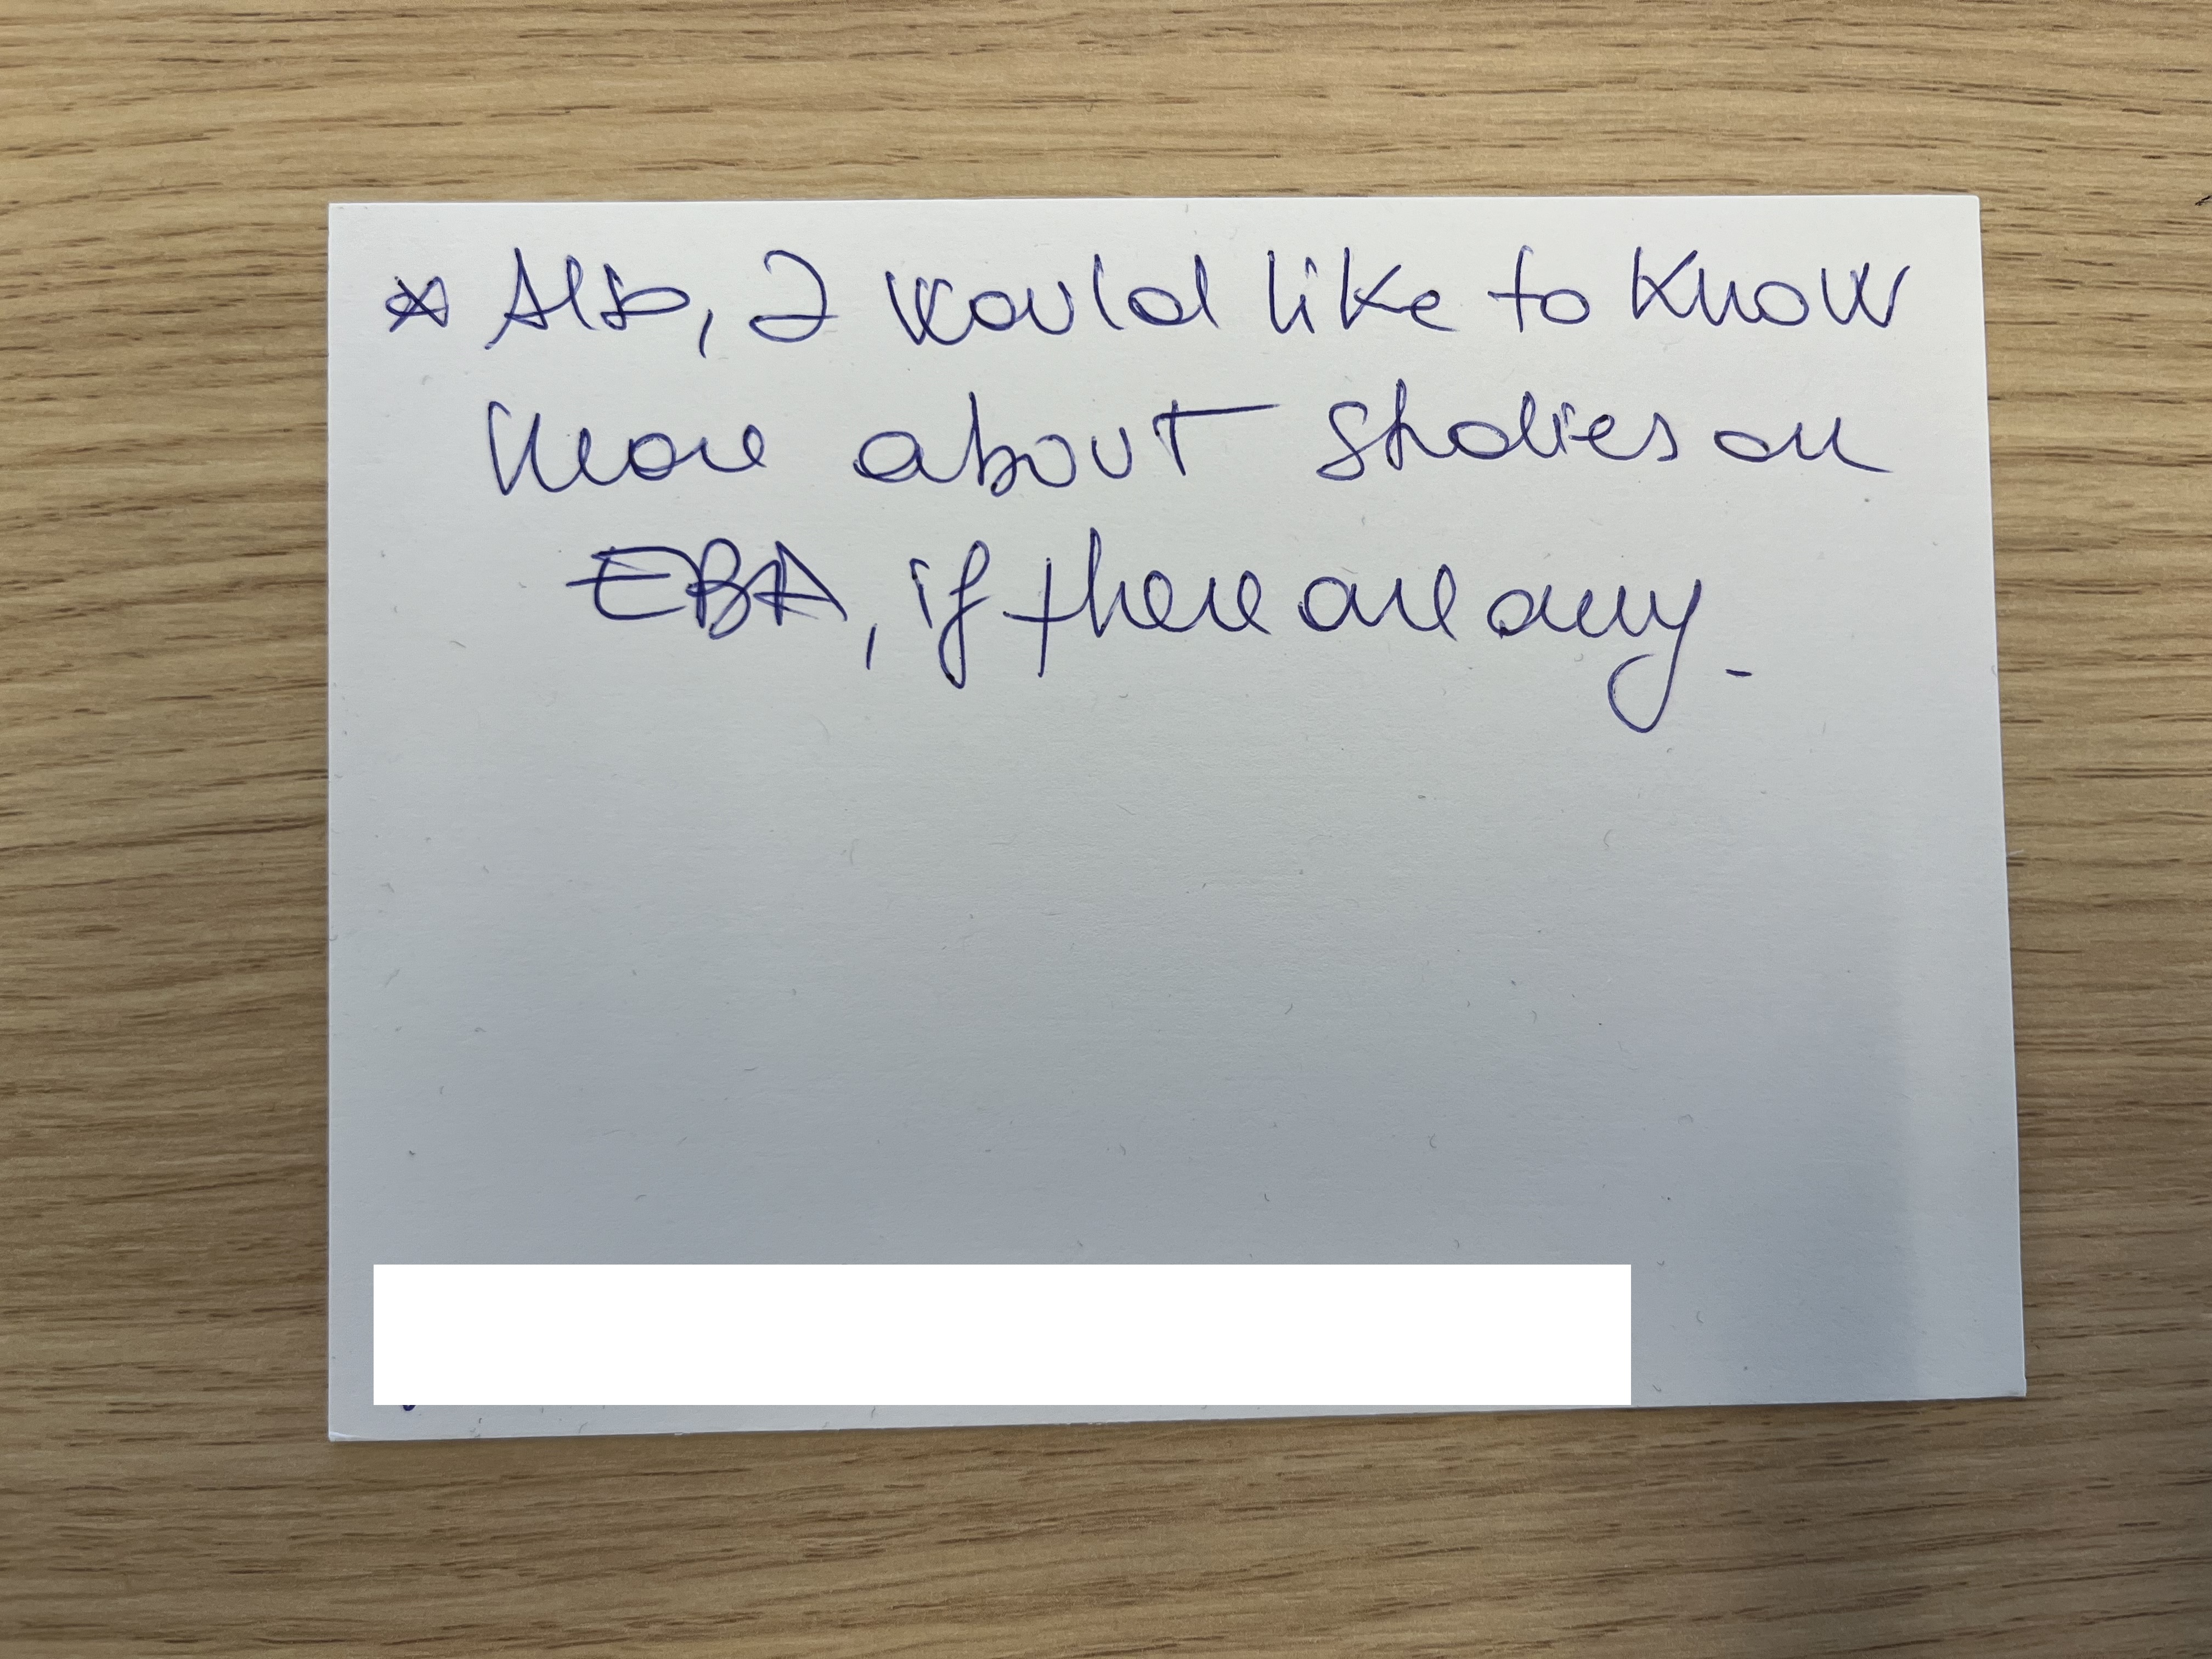 * Also, I would like to know
more about studies on
EBA, if there are any.